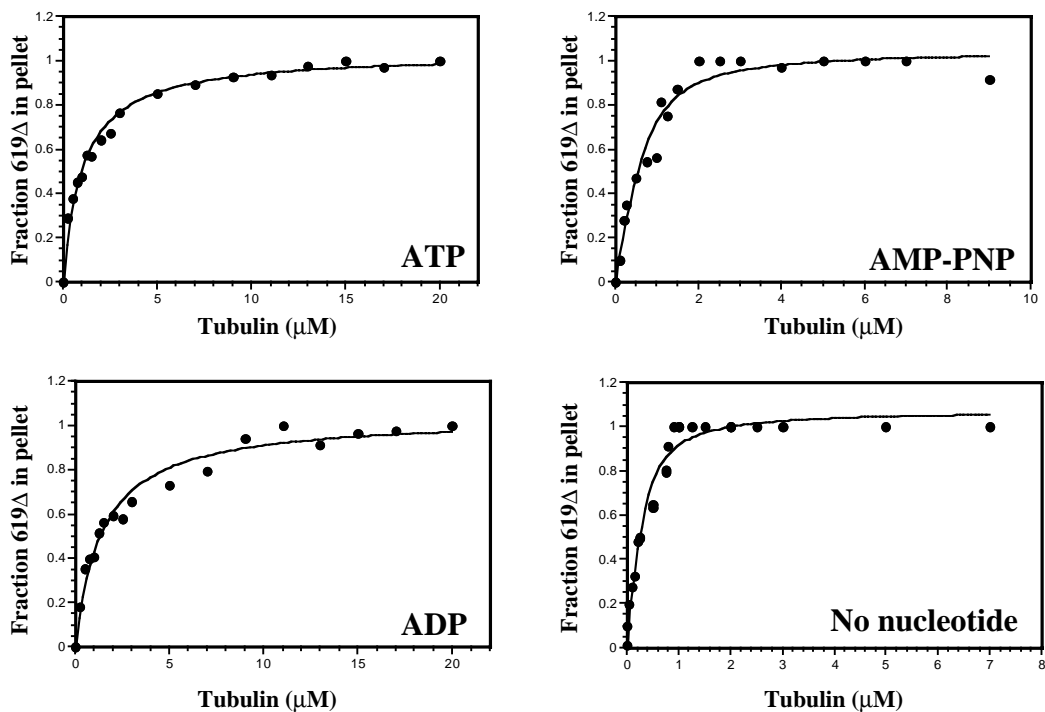 Fraction 619Δ in pellet
1.2
1
0.8
0.6
0.4
0.2
0
ATP
0 5 10 15 20
Tubulin (μM)
Fraction 619Δ in pellet
1.2
1
0.8
0.6
0.4
0.2
0
AMP-PNP
0 2 4 6 8 10
Tubulin (μM)
Fraction 619Δ in pellet
1.2
1
0.8
0.6
0.4
0.2
0
ADP
0 5 10 15 20
Tubulin (μM)
Fraction 619Δ in pellet
1.2
1
0.8
0.6
0.4
0.2
0
No nucleotide
0 1 2 3 4 5 6 7 8
Tubulin (μM)